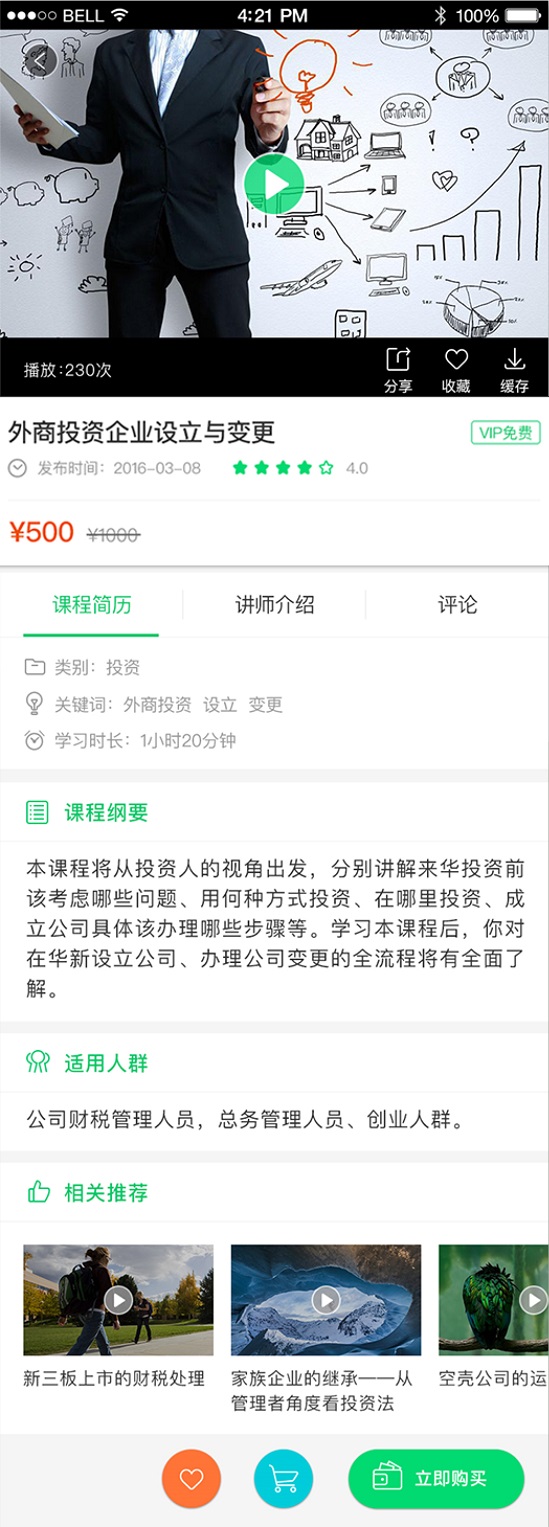 BELL 4:21 PM 100%
播放:230次
分享 收藏 缓存
外商投资企业设立与变更 VIP免费
发布时间：2016-03-08 4.0
¥500 ¥1000
课程简历 讲师介绍 评论
类别：投资
关键词：外商投资 设立 变更
学习时长：1小时20分钟
课程纲要
本课程将从投资人的视角出发，分别讲解来华投资前
该考虑哪些问题、用何种方式投资、在哪里投资、成
立公司具体该办理哪些步骤等。学习本课程后，你对
在华新设立公司、办理公司变更的全流程将有全面了
解。
适用人群
公司财税管理人员，总务管理人员、创业人群。
相关推荐
新三板上市的财税处理 家族企业的继承——从 空壳公司的运
管理者角度看投资法
立即购买